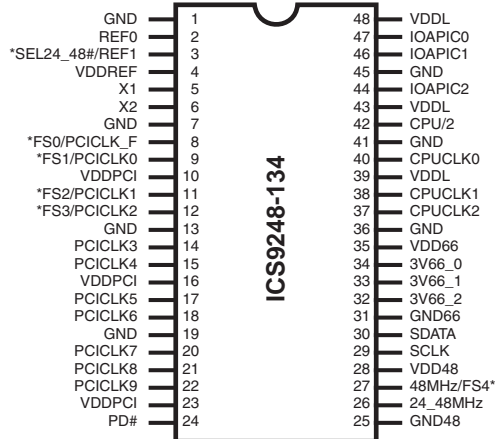 GND 1 48 VDDL
REF0 2 47 IOAPIC0
*SEL24_48#/REF1 3 46 IOAPIC1
VDDREF 4 45 GND
X1 5 44 IOAPIC2
X2 6 43 VDDL
GND 7 42 CPU/2
*FS0/PCICLK_F 8 41 GND
*FS1/PCICLK0 9 40 CPUCLK0
VDDPCI 10 39 VDDL
*FS2/PCICLK1 11 38 CPUCLK1
*FS3/PCICLK2 12 37 CPUCLK2
GND 13 36 GND
PCICLK3 14 35 VDD66
PCICLK4 15 34 3V66_0
VDDPCI 16 33 3V66_1
PCICLK5 17 32 3V66_2
PCICLK6 18 31 GND66
GND 19 30 SDATA
PCICLK7 20 29 SCLK
PCICLK8 21 28 VDD48
PCICLK9 22 27 48MHz/FS4*
VDDPCI 23 26 24_48MHz
PD# 24 25 GND48
ICS9248-134